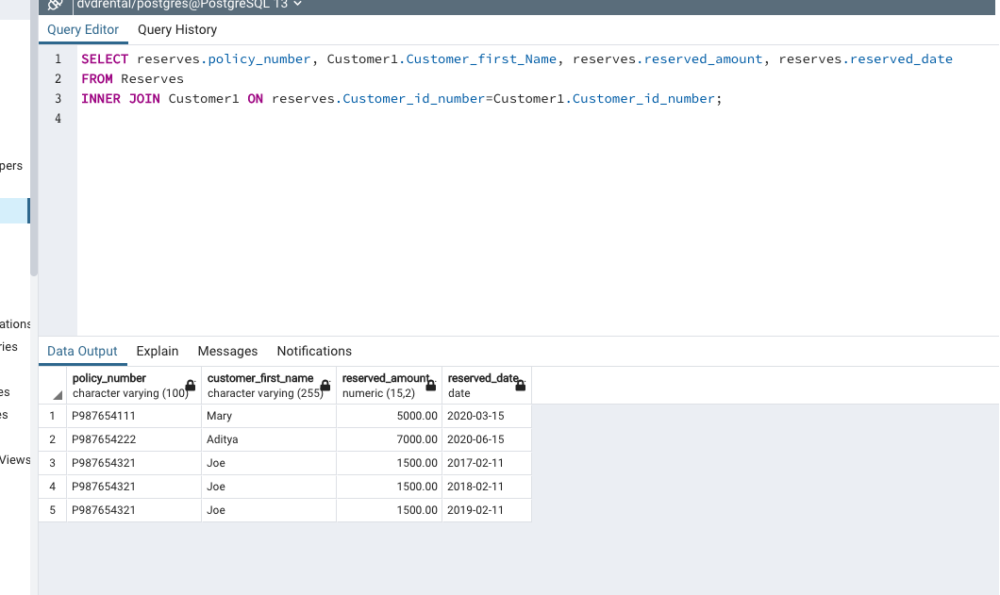 dvdrental/postgres@PostgreSQL 13
Query Editor Query History
1 SELECT reserves.policy_number, Customer1.Customer_first_Name, reserves.reserved_amount, reserves.reserved_date
2 FROM Reserves
3 INNER JOIN Customer1 ON reserves.Customer_id_number=Customer1.Customer_id_number;
4
pers
ations
ries
es
es
Views
Data Output Explain Messages Notifications
policy_number customer_first_name reserved_amount reserved_date
character varying (100) character varying (255) numeric (15,2) date
1 P987654111 Mary 5000.00 2020-03-15
2 P987654222 Aditya 7000.00 2020-06-15
3 P987654321 Joe 1500.00 2017-02-11
4 P987654321 Joe 1500.00 2018-02-11
5 P987654321 Joe 1500.00 2019-02-11